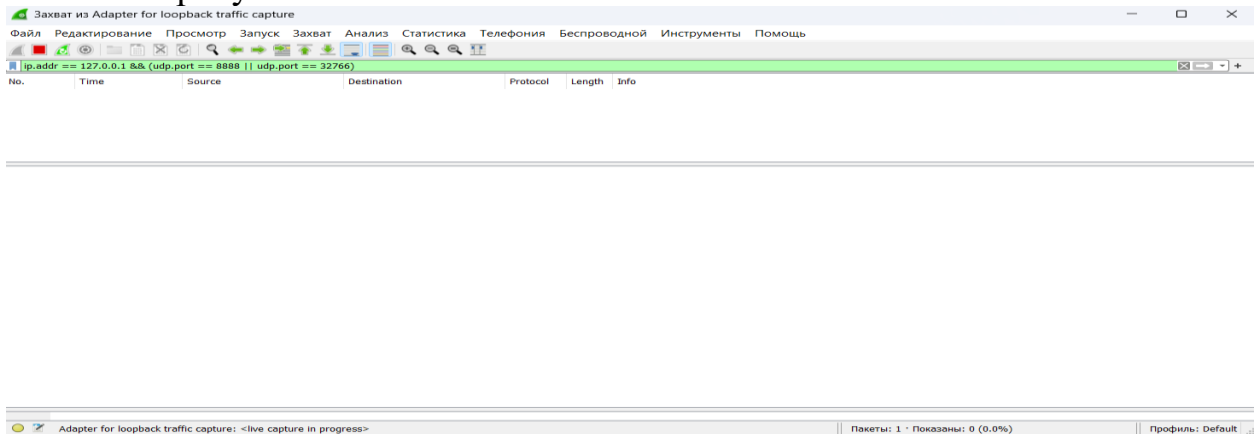 Захват из Adapter for loopback traffic capture
Файл Редактирование Просмотр Запуск Захват Анализ Статистика Телефония Беспроводной Инструменты Помощь
ip.addr == 127.0.0.1 && (udp.port == 8888 || udp.port == 32766)
No. Time Source Destination Protocol Length Info
Adapter for loopback traffic capture: <live capture in progress> Пакеты: 1 · Показаны: 0 (0.0%) Профиль: Default